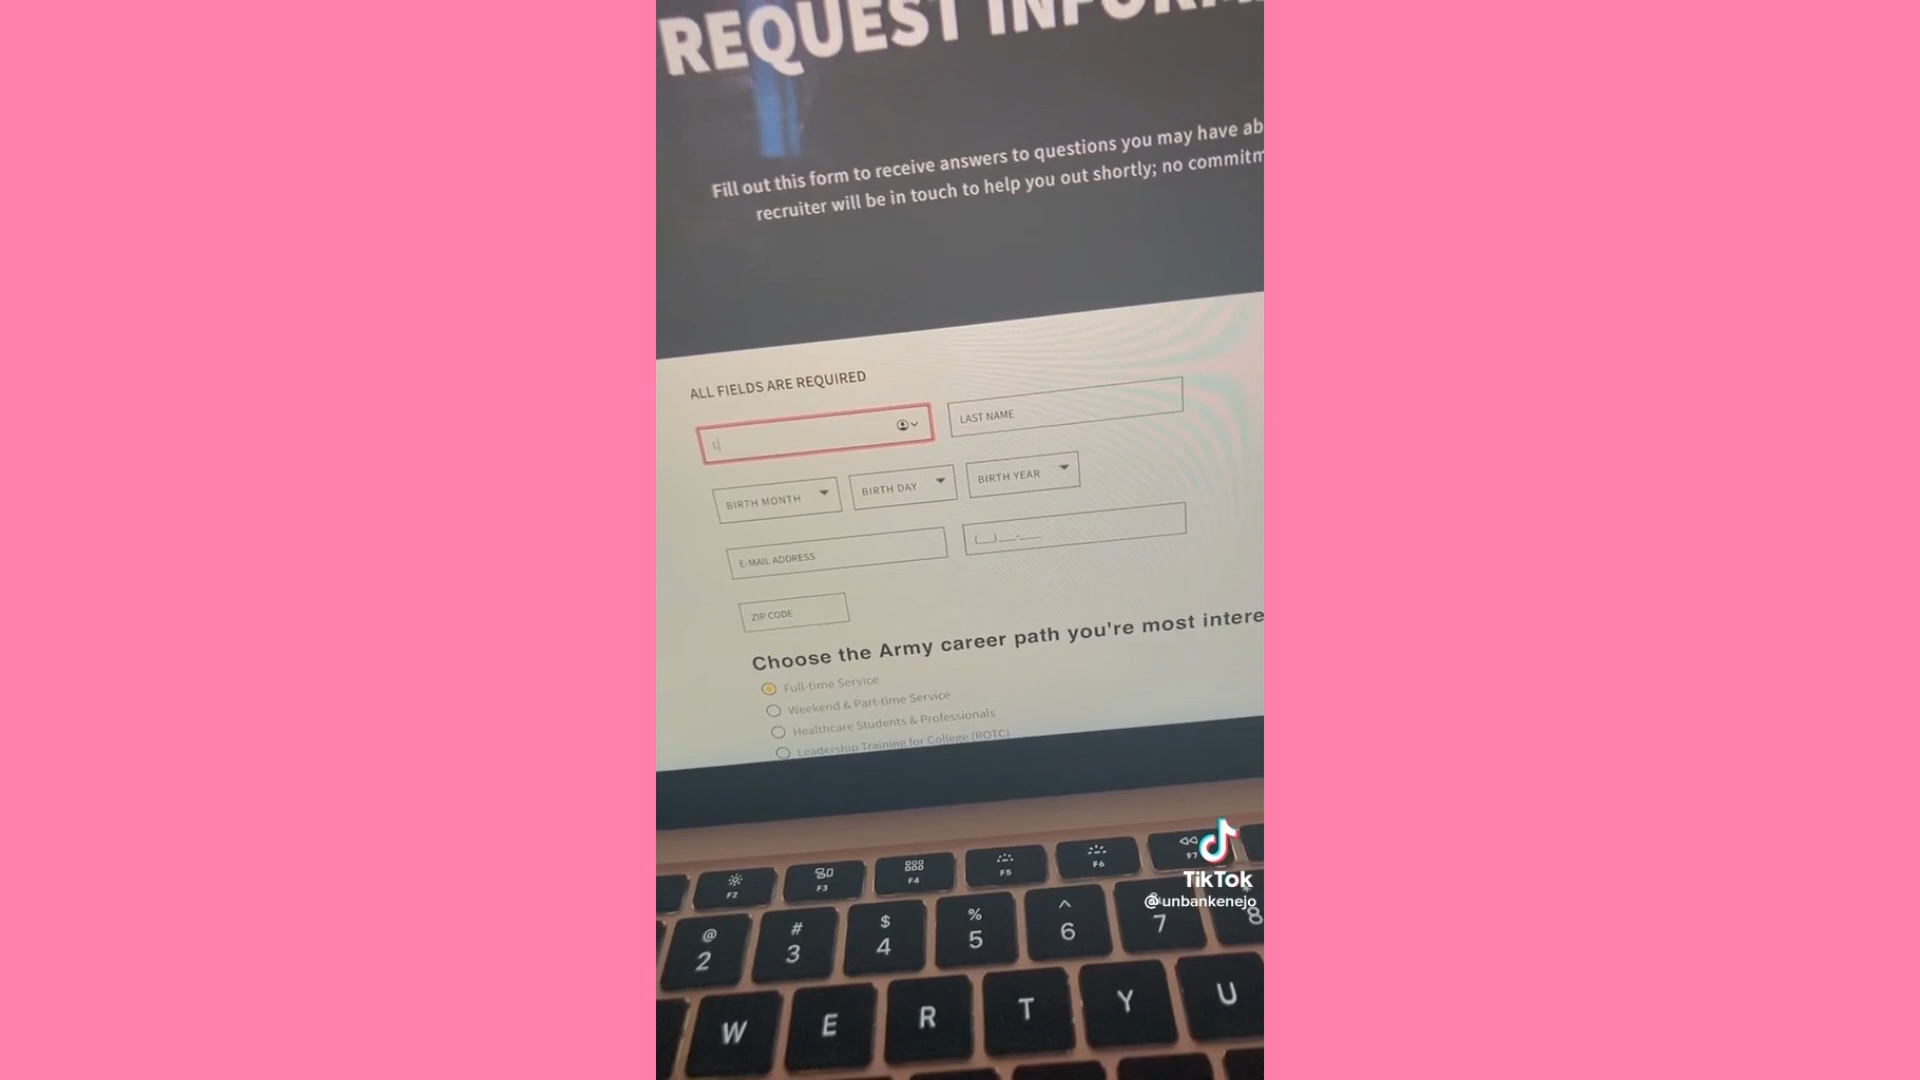 REQUEST
Fill out this form to receive answers to questions you may have
recruiter will be in touch to help you out shortly; no
ALL FIELDS ARE REQUIRED
LAST NAME
BIRTH MONTH
BIRTH DAY
BIRTH YEAR
E-MAIL ADDRESS
(__)__-__
ZIP CODE
Choose the Army career path you're most
Full-time Service
Weekend & Part-time Service
Healthcare Students & Professionals
Leadership Training for College (ROTC)
F2
F3
F4
F5
F6
F7
TikTok
@unbankenejo
@ # $ % ^
2 3 4 5 6 7 8
W E R T Y U